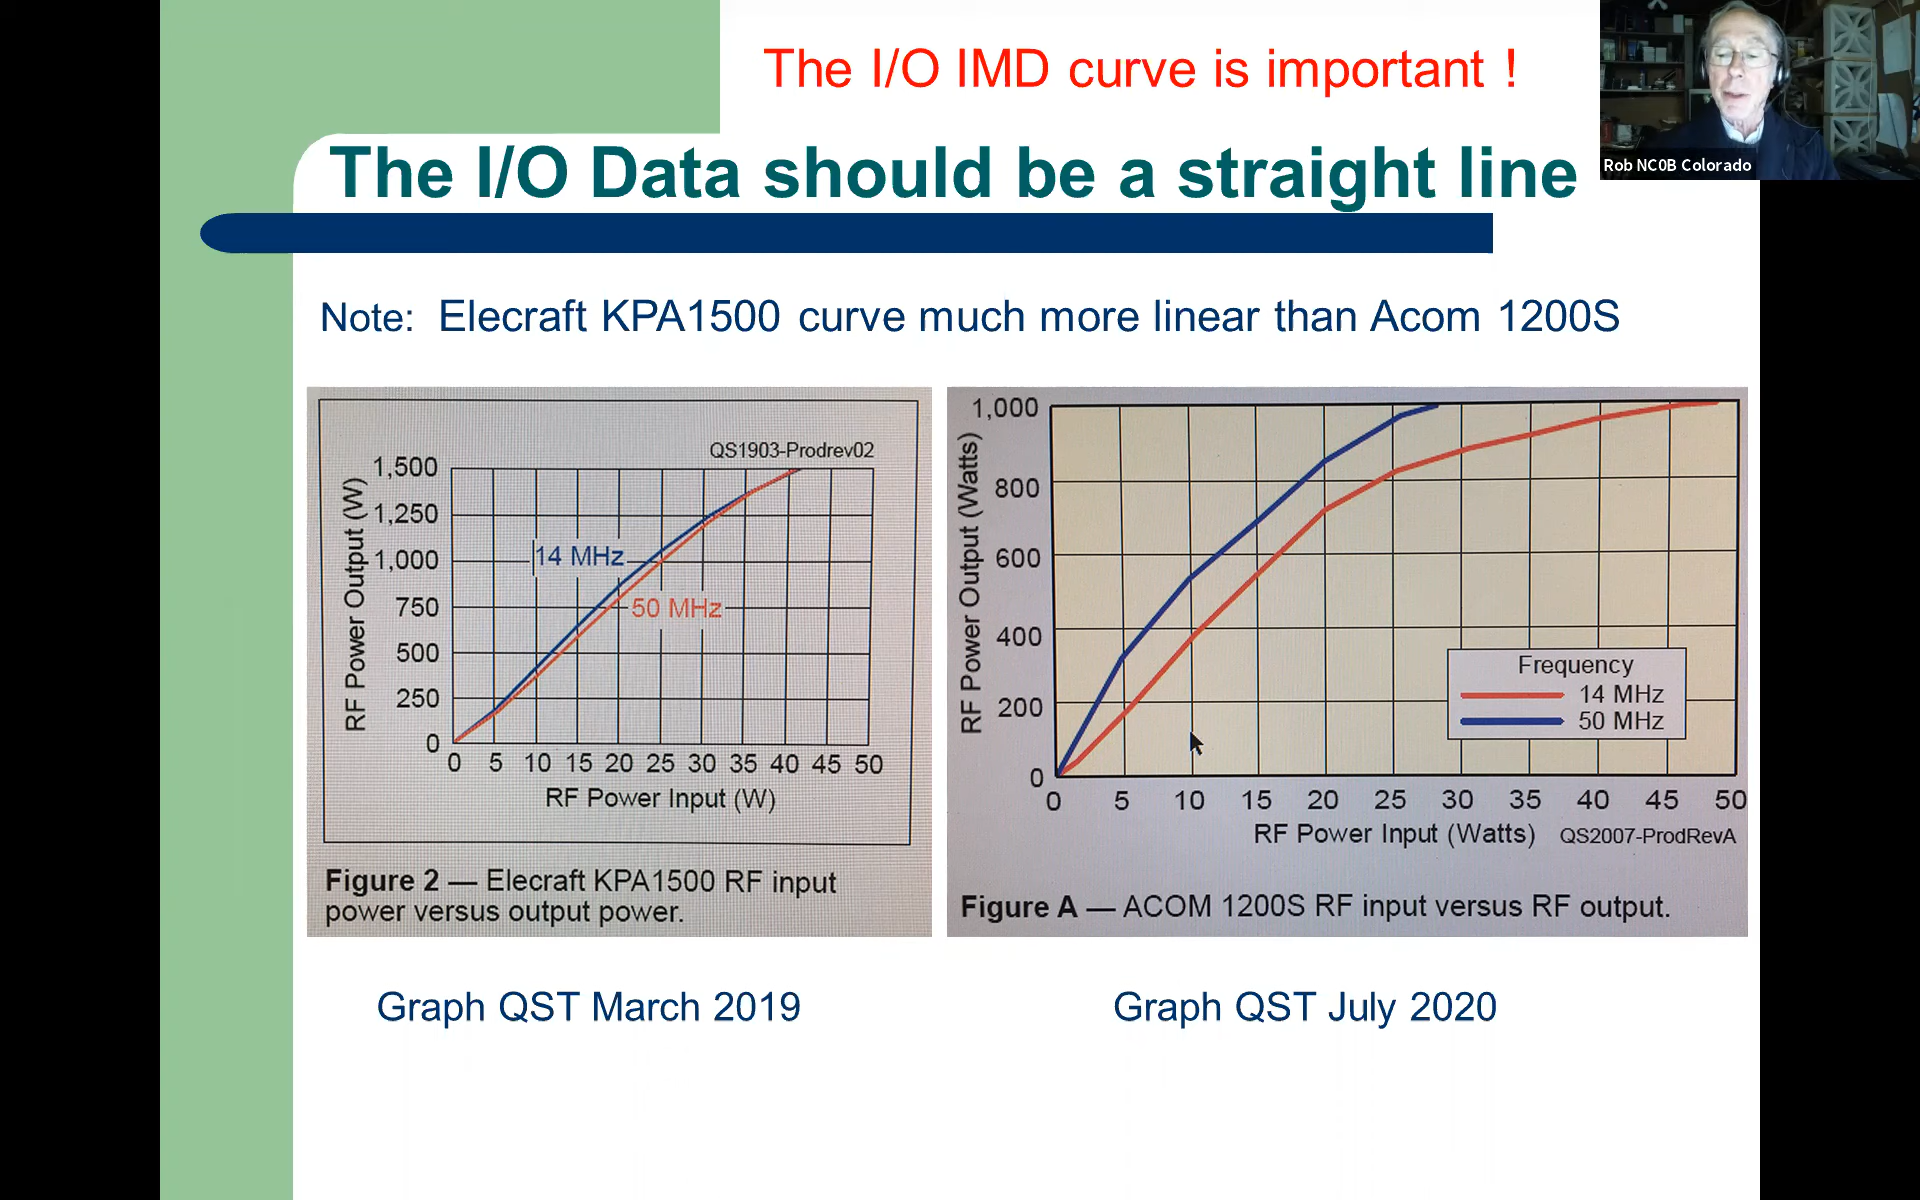 The I/O IMD curve is important !
Rob NC0B Colorado
The I/O Data should be a straight line
Note: Elecraft KPA1500 curve much more linear than Acom 1200S
QS1903-Prodrev02
RF Power Output (W)
1,500
1,250
1,000
750
500
250
0
14 MHz
50 MHz
0 5 10 15 20 25 30 35 40 45 50
RF Power Input (W)
Figure 2 — Elecraft KPA1500 RF input
power versus output power.
RF Power Output (Watts)
1,000
800
600
400
200
0
Frequency
14 MHz
50 MHz
0 5 10 15 20 25 30 35 40 45 50
RF Power Input (Watts) QS2007-ProdRevA
Figure A — ACOM 1200S RF input versus RF output.
Graph QST March 2019
Graph QST July 2020